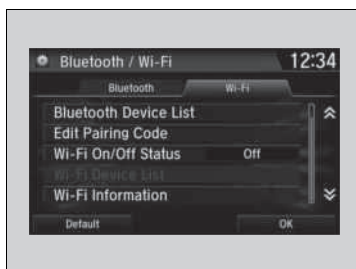 Bluetooth / Wi-Fi 12:34
Bluetooth Wi-Fi
Bluetooth Device List
Edit Pairing Code
Wi-Fi On/Off Status Off
Wi-Fi Device List
Wi-Fi Information
Default OK